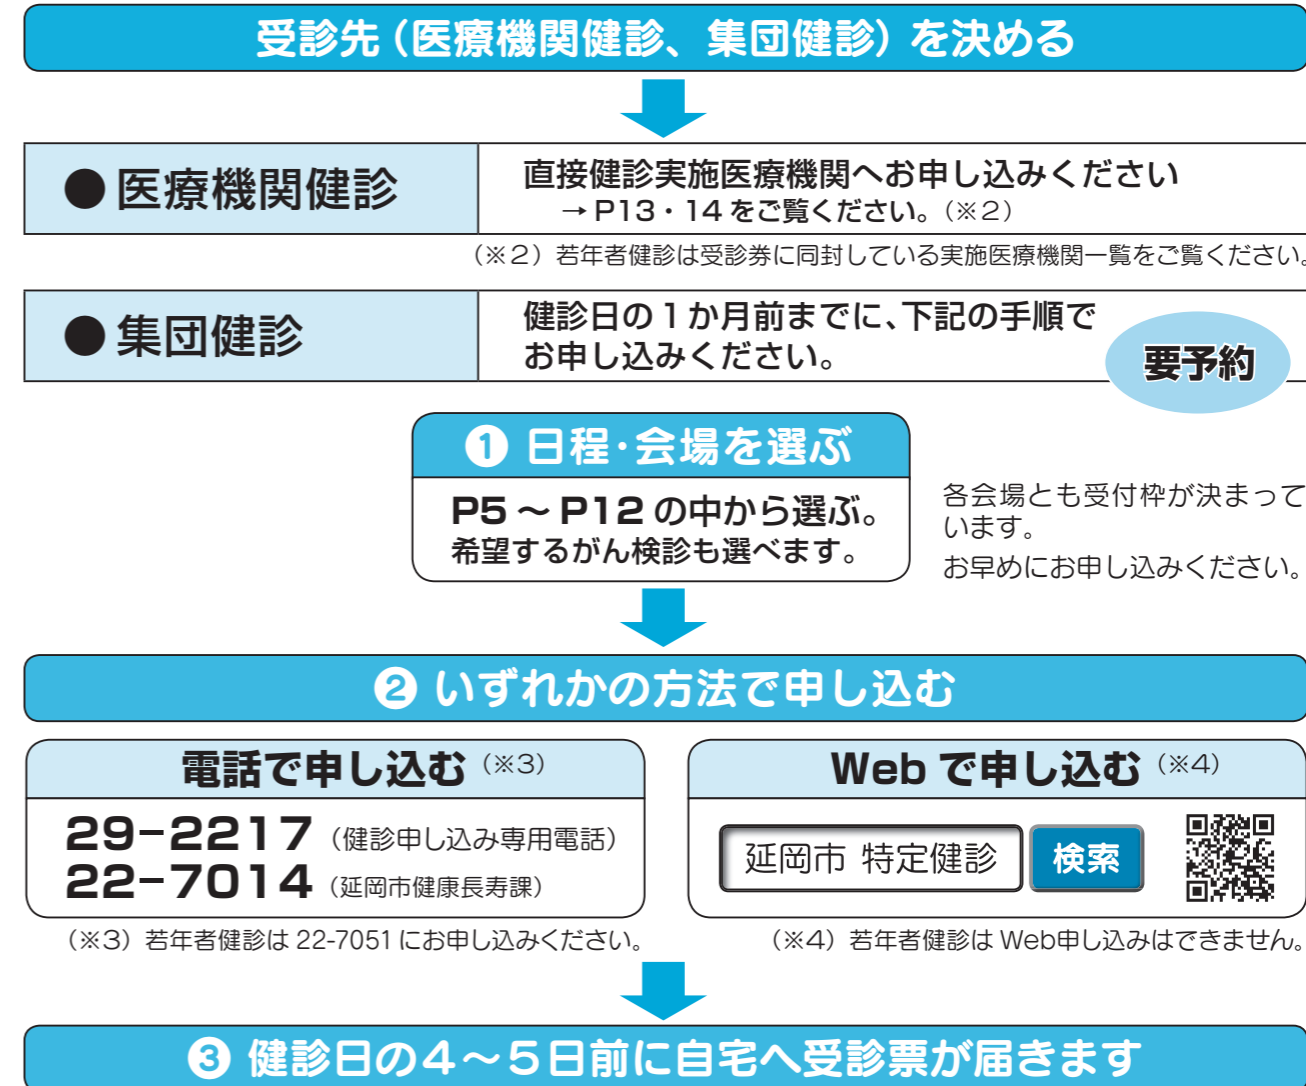 受診先（医療機関健診、集団健診）を決める
●医療機関健診
直接健診実施医療機関へお申し込みください
→ P13・14 をご覧ください。（※2）
（※2）若年者健診は受診券に同封している実施医療機関一覧をご覧ください。
●集団健診
健診日の1か月前までに、下記の手順で
お申し込みください。
要予約
❶ 日程・会場を選ぶ
P5 ～ P12 の中から選ぶ。
希望するがん検診も選べます。
各会場とも受付枠が決まって
います。
お早めにお申し込みください。
❷ いずれかの方法で申し込む
電話で申し込む（※3）
29−2217（健診申し込み専用電話）
22−7014（延岡市健康長寿課）
（※3）若年者健診は 22-7051 にお申し込みください。
Web で申し込む（※4）
延岡市 特定健診 検索
（※4）若年者健診は Web申し込みはできません。
❸ 健診日の4～5日前に自宅へ受診票が届きます